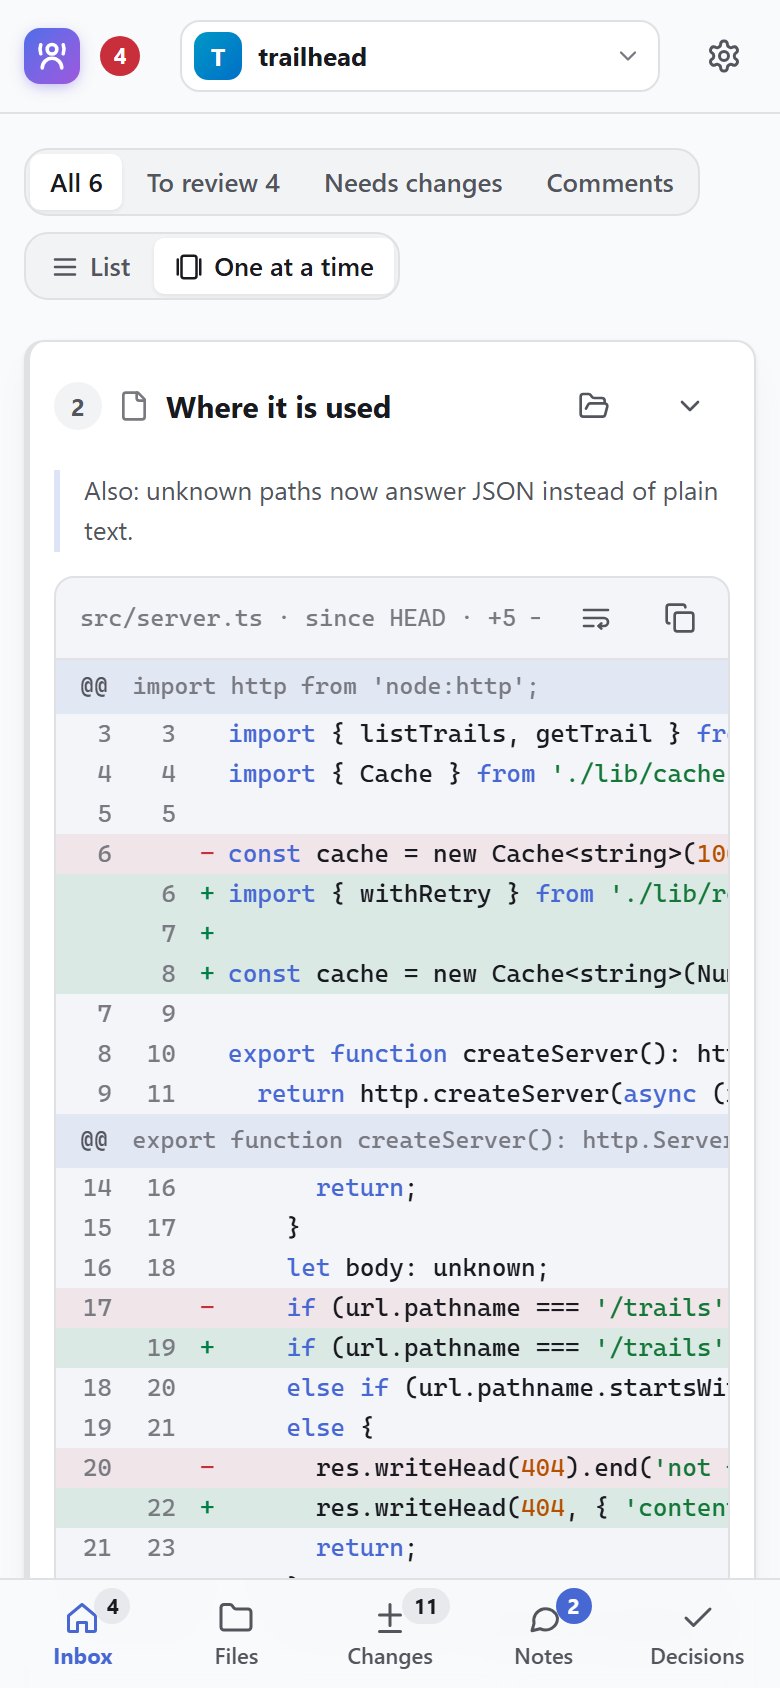 4
T trailhead
All 6 To review 4 Needs changes Comments
List One at a time
2 Where it is used
Also: unknown paths now answer JSON instead of plain
text.
src/server.ts · since HEAD · +5 -
@@ import http from 'node:http';
3 3 import { listTrails, getTrail }
4 4 import { Cache } from './lib/cache
5 5
6 - const cache = new Cache<string>(
6 + import { withRetry } from './lib/
7 +
8 + const cache = new Cache<string>(
7 9
8 10 export function createServer():
9 11 return http.createServer(async (
@@ export function createServer(): http.Server
14 16 return;
15 17 }
16 18 let body: unknown;
17 - if (url.pathname === '/trails'
19 + if (url.pathname === '/trails'
18 20 else if (url.pathname.
19 21 else {
20 - res.writeHead(404).end('not
22 + res.writeHead(404, { '
21 23 return;
4 11 2
Inbox Files Changes Notes Decisions